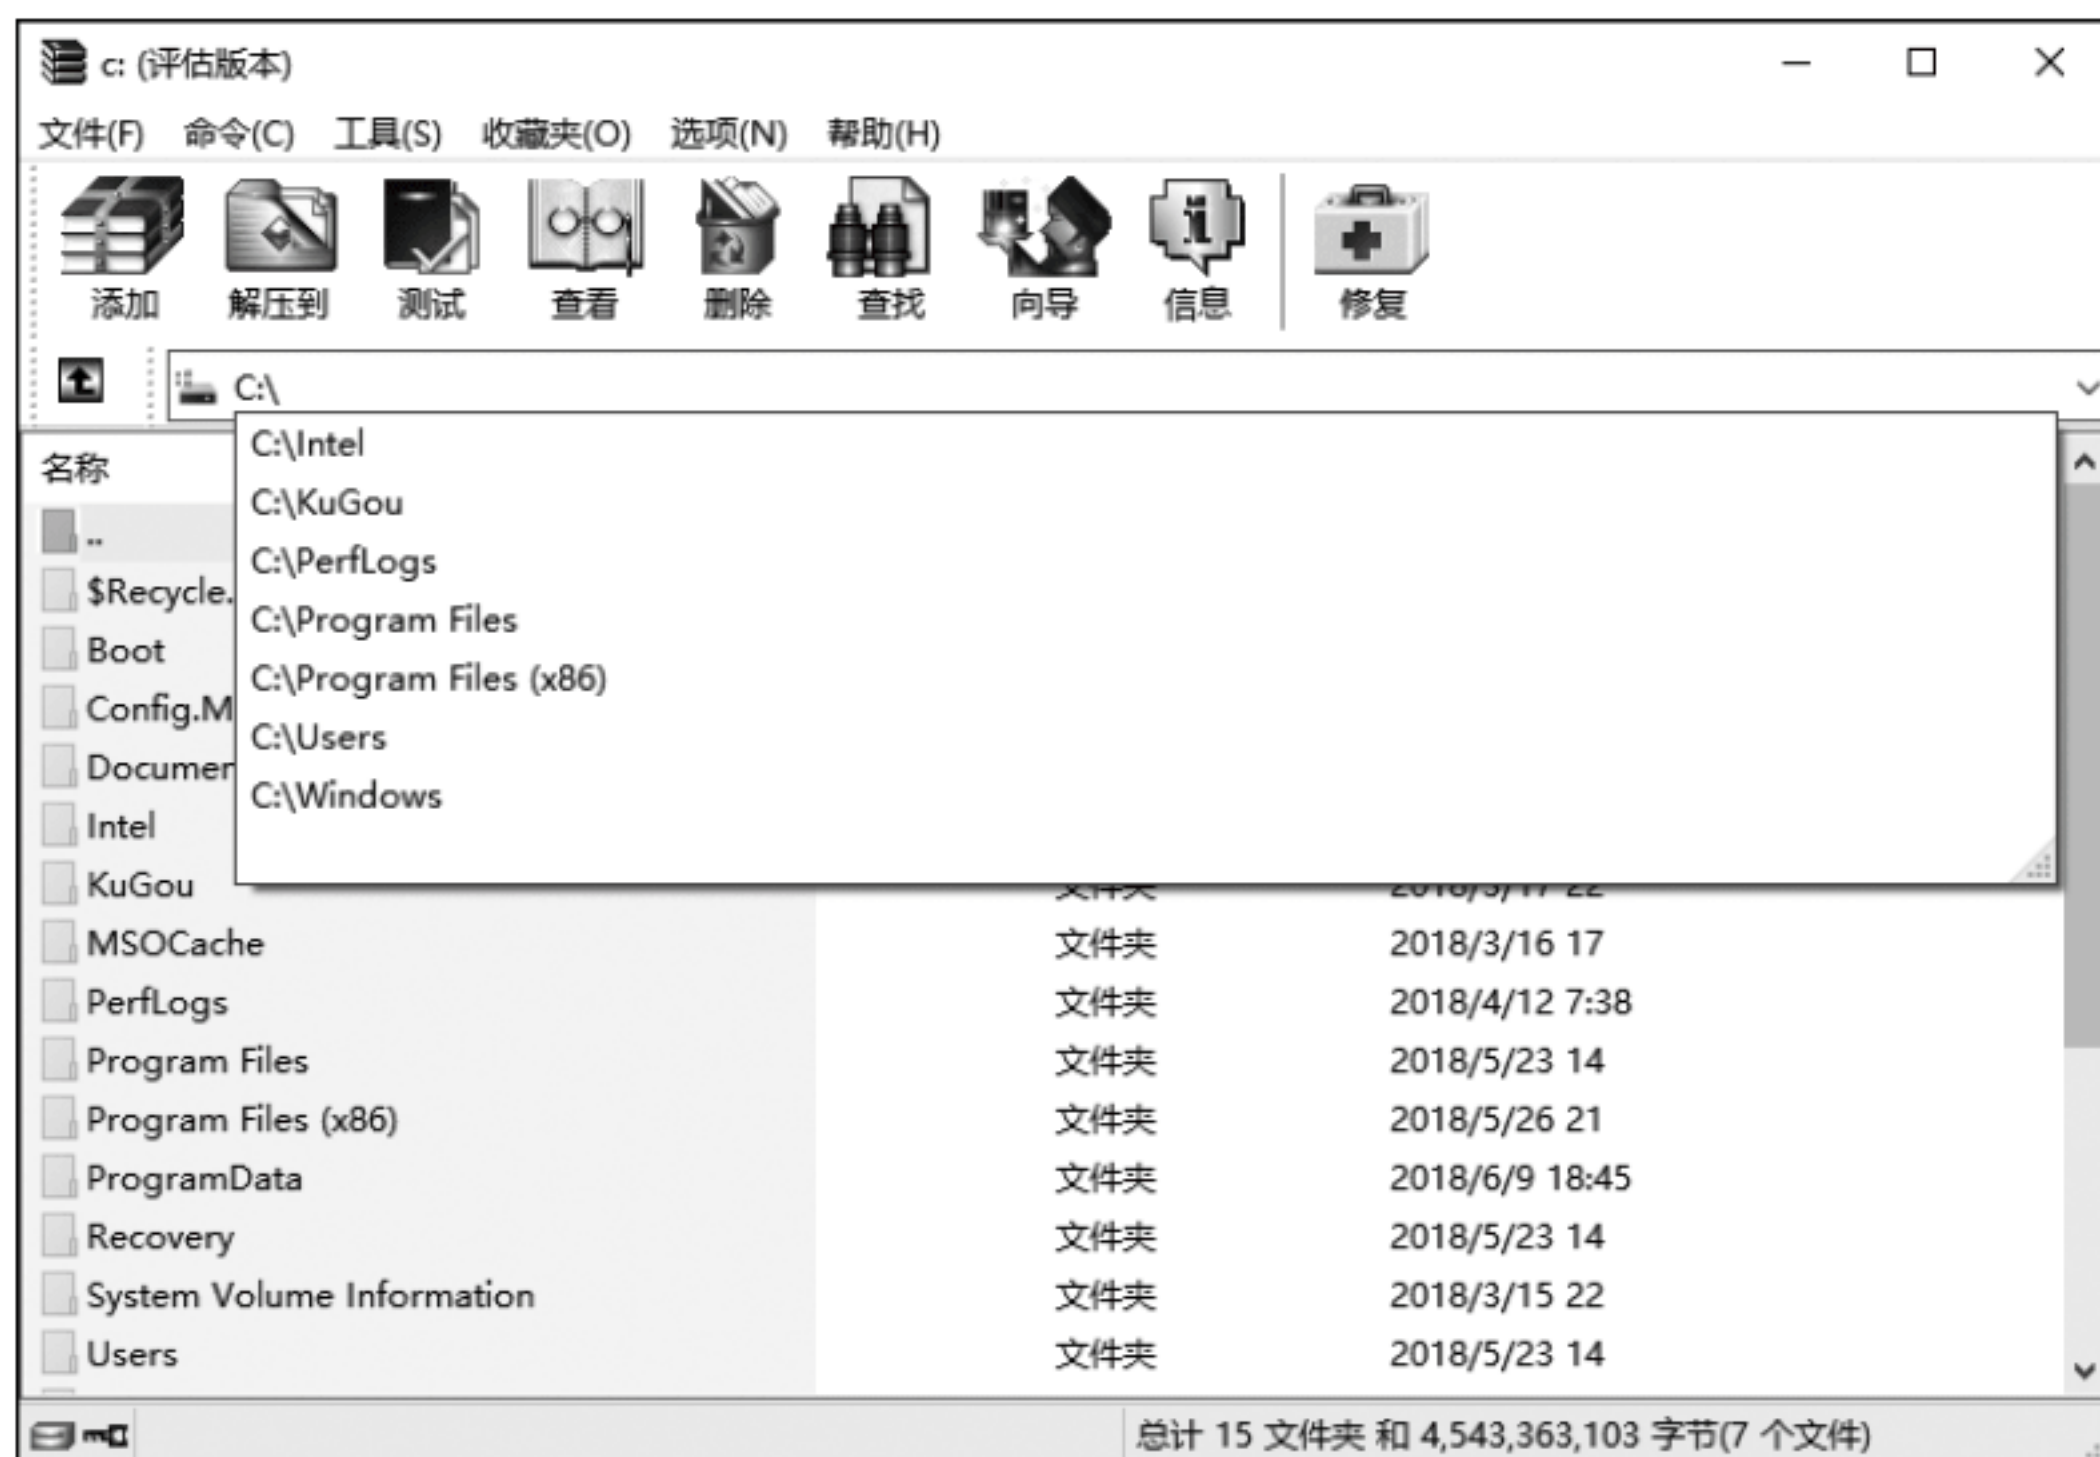 c: (评估版本)
文件(F) 命令(C) 工具(S) 收藏夹(O) 选项(N) 帮助(H)
添加 解压到 测试 查看 删除 查找 向导 信息 修复
C:\
名称
C:\Intel
C:\KuGou
C:\PerfLogs
C:\Program Files
C:\Program Files (x86)
C:\Users
C:\Windows
..
$Recycle.
Boot
Config.M
Documen
Intel
KuGou 文件夹 2018/3/17 22
MSOCache 文件夹 2018/3/16 17
PerfLogs 文件夹 2018/4/12 7:38
Program Files 文件夹 2018/5/23 14
Program Files (x86) 文件夹 2018/5/26 21
ProgramData 文件夹 2018/6/9 18:45
Recovery 文件夹 2018/5/23 14
System Volume Information 文件夹 2018/3/15 22
Users 文件夹 2018/5/23 14
总计 15 文件夹 和 4,543,363,103 字节(7 个文件)